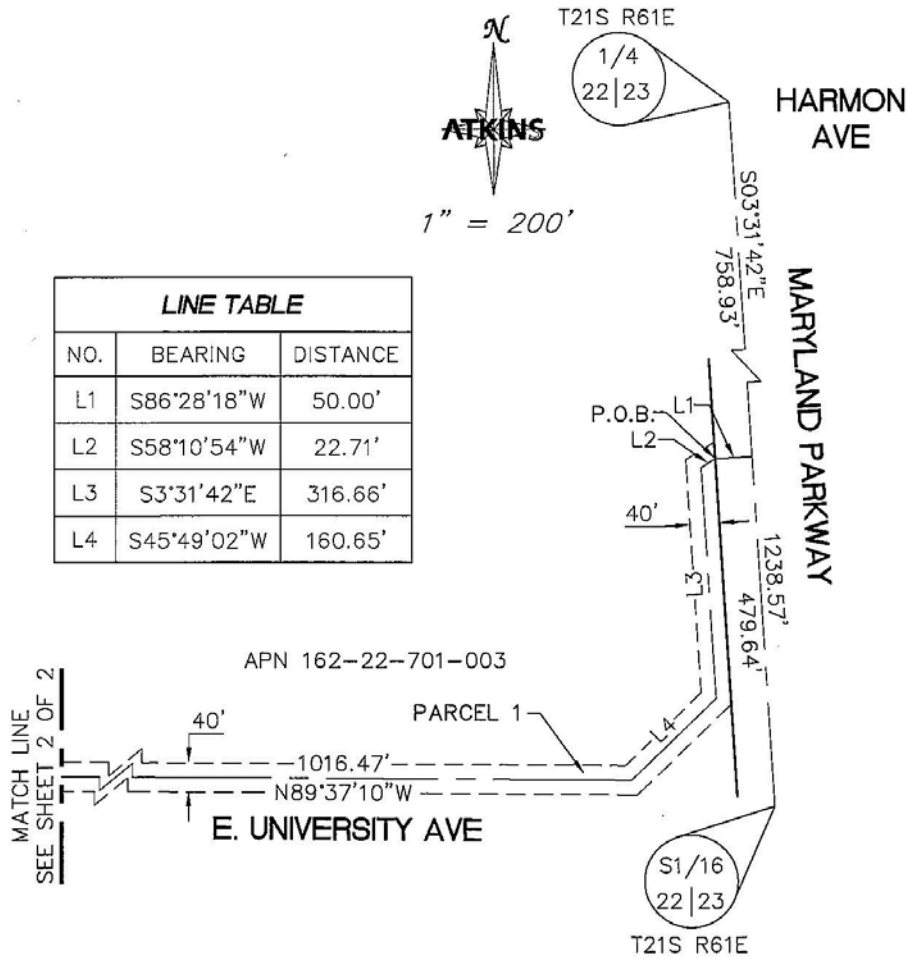 T21S R61E
1/4
22|23
HARMON
AVE
N
ATKINS
1" = 200'
S03°31'42"E
758.93'
MARYLAND PARKWAY
LINE TABLE
NO. BEARING DISTANCE
L1 S86°28'18"W 50.00'
L2 S58°10'54"W 22.71'
L3 S3°31'42"E 316.66'
L4 S45°49'02"W 160.65'
P.O.B.
L1
L2
40'
L3
1238.57'
479.64'
APN 162-22-701-003
PARCEL 1
L4
MATCH LINE
SEE SHEET 2 OF 2
40'
1016.47'
N89°37'10"W
E. UNIVERSITY AVE
S1/16
22|23
T21S R61E